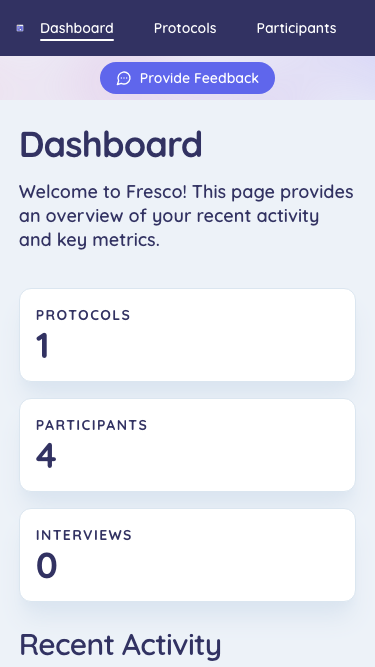 Dashboard
Protocols
Participants
Provide Feedback
Dashboard
Welcome to Fresco! This page provides
an overview of your recent activity
and key metrics.
PROTOCOLS
1
PARTICIPANTS
4
INTERVIEWS
0
Recent Activity